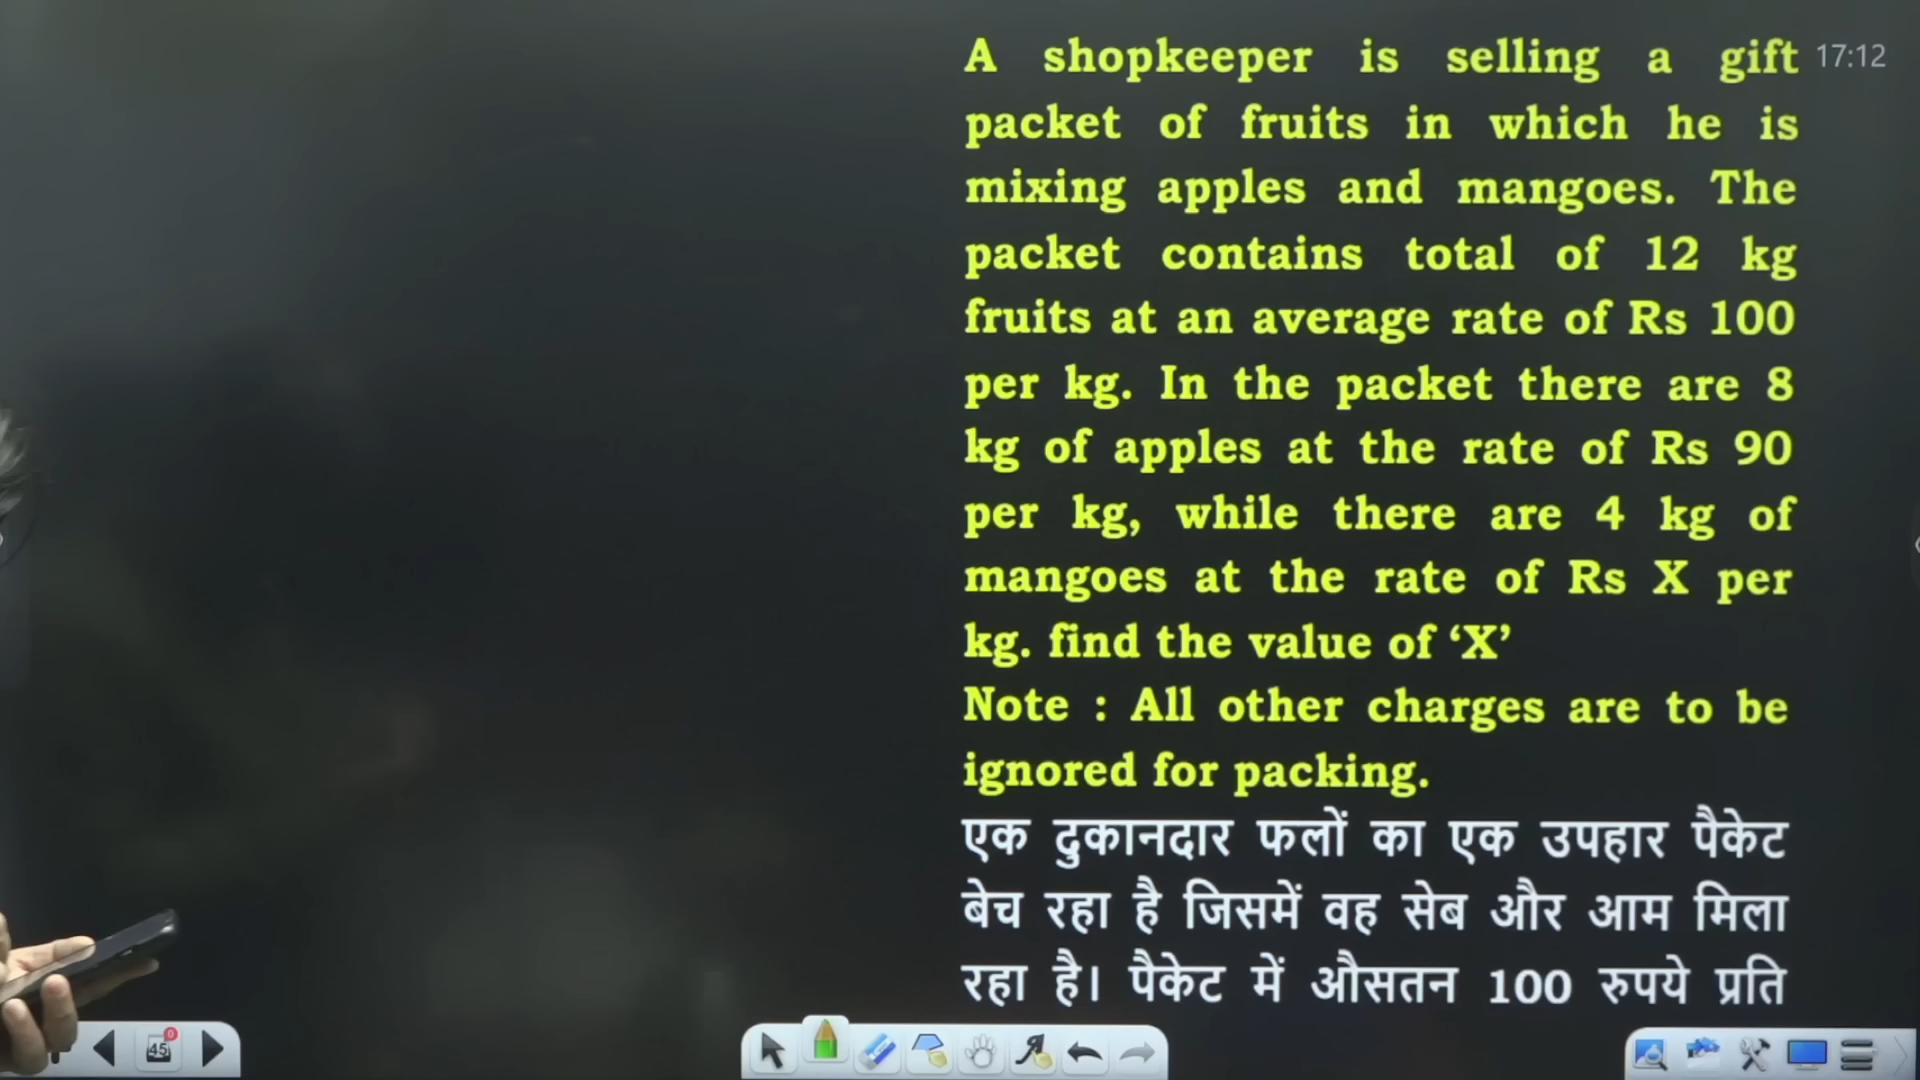 A shopkeeper is selling a gift
17:12
packet of fruits in which he is
mixing apples and mangoes. The
packet contains total of 12 kg
fruits at an average rate of Rs 100
per kg. In the packet there are 8
kg of apples at the rate of Rs 90
per kg, while there are 4 kg of
mangoes at the rate of Rs X per
kg. find the value of ‘X’
Note : All other charges are to be
ignored for packing.
एक दुकानदार फलों का एक उपहार पैकेट
बेच रहा है जिसमें वह सेब और आम मिला
रहा है। पैकेट में औसतन 100 रुपये प्रति
45
0